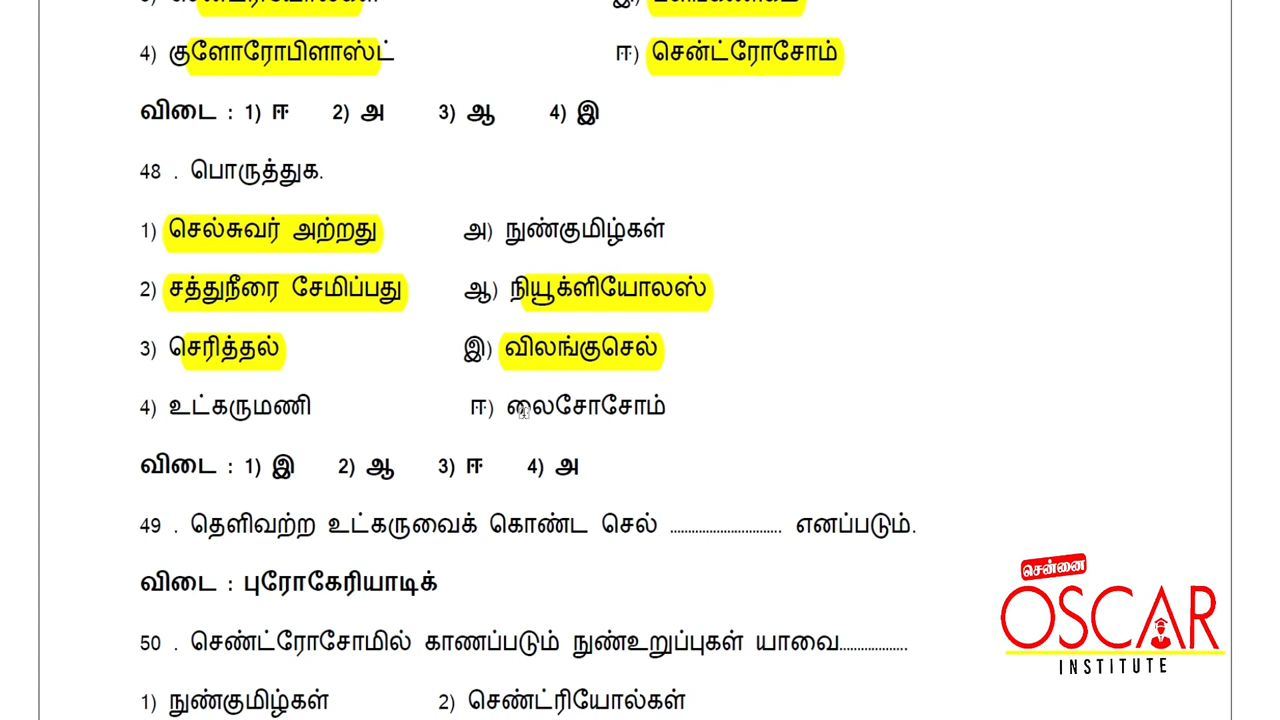 4) குளோரோபிளாஸ்ட் ஈ) சென்ட்ரோசோம்
விடை : 1) ஈ 2) அ 3) ஆ 4) இ
48 . பொருத்துக.
1) செல்சுவர் அற்றது அ) நுண்குமிழ்கள்
2) சத்துநீரை சேமிப்பது ஆ) நியூக்ளியோலஸ்
3) செரித்தல் இ) விலங்குசெல்
4) உட்கருமணி ஈ) லைசோசோம்
விடை : 1) இ 2) ஆ 3) ஈ 4) அ
49 . தெளிவற்ற உட்கருவைக் கொண்ட செல் ............................... எனப்படும்.
விடை : புரோகேரியாடிக்
50 . செண்ட்ரோசோமில் காணப்படும் நுண்உறுப்புகள் யாவை...................
1) நுண்குமிழ்கள் 2) செண்ட்ரியோல்கள்
சென்னை
OSCAR
INSTITUTE